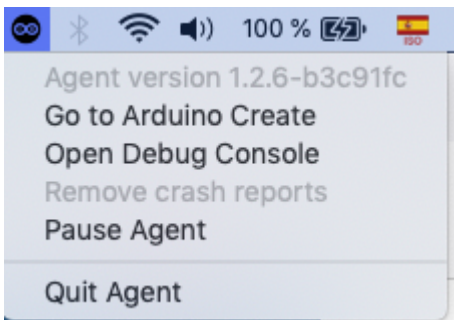 100 %
ISO
Agent version 1.2.6-b3c91fc
Go to Arduino Create
Open Debug Console
Remove crash reports
Pause Agent
Quit Agent